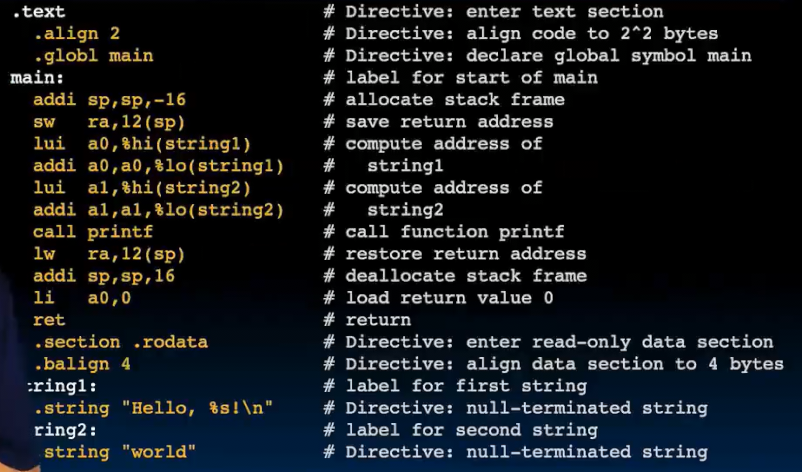 .text # Directive: enter text section
.align 2 # Directive: align code to 2^2 bytes
.globl main # Directive: declare global symbol main
main: # label for start of main
addi sp,sp,-16 # allocate stack frame
sw ra,12(sp) # save return address
lui a0,%hi(string1) # compute address of
addi a0,a0,%lo(string1) # string1
lui a1,%hi(string2) # compute address of
addi a1,a1,%lo(string2) # string2
call printf # call function printf
lw ra,12(sp) # restore return address
addi sp,sp,16 # deallocate stack frame
li a0,0 # load return value 0
ret # return
.section .rodata # Directive: enter read-only data section
.balign 4 # Directive: align data section to 4 bytes
tring1: # label for first string
.string "Hello, %s!\n" # Directive: null-terminated string
ring2: # label for second string
string "world" # Directive: null-terminated string